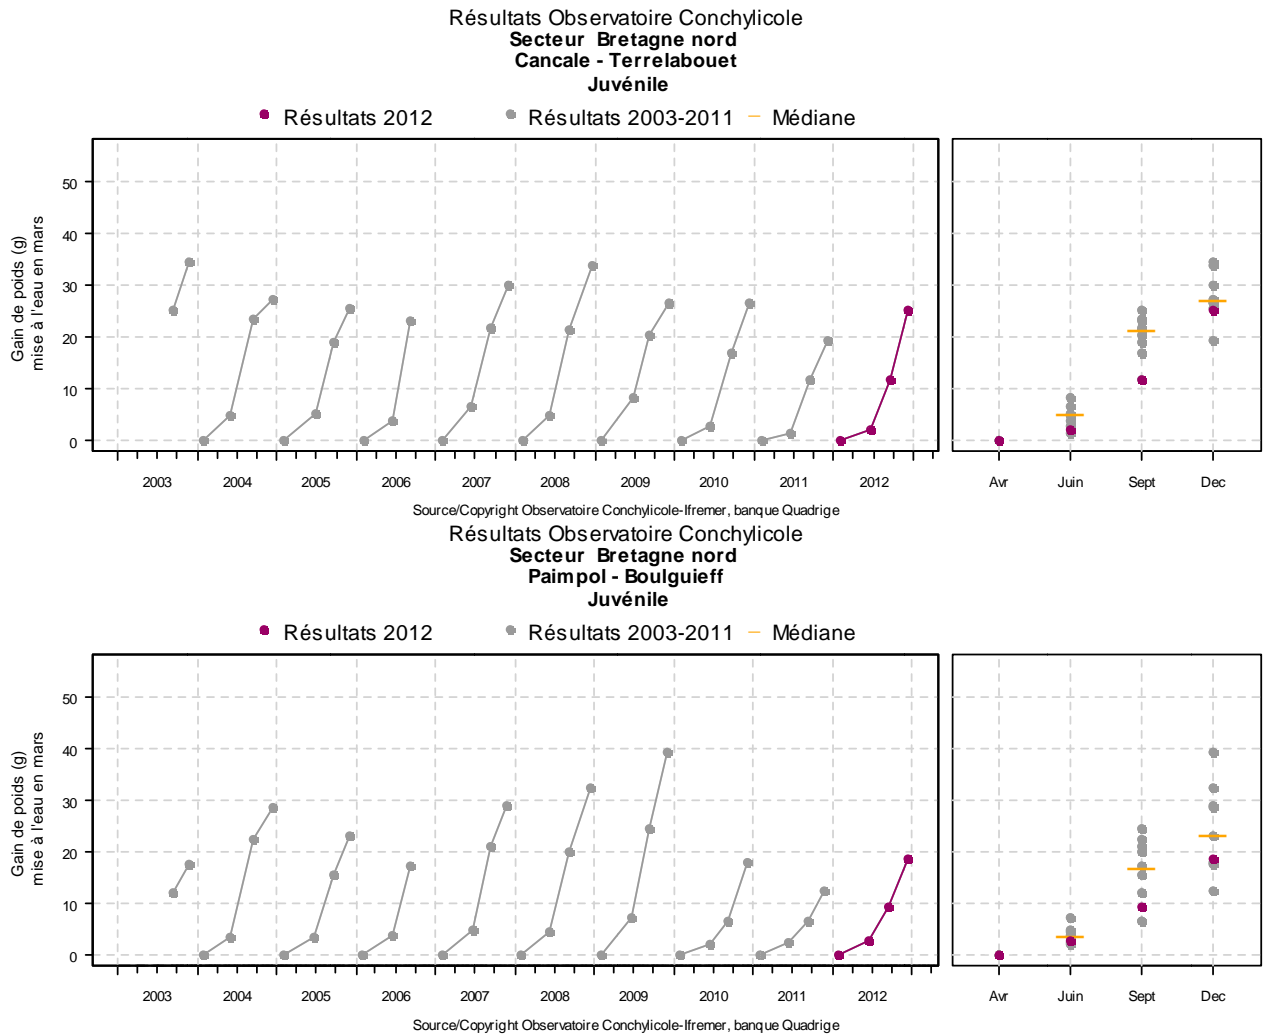 Résultats Observatoire Conchylicole
Secteur Bretagne nord
Cancale - Terrelabouet
Juvénile
Résultats 2012 Résultats 2003-2011 Médiane
Gain de poids (g)
mise à l'eau en mars
50
40
30
20
10
0
2003 2004 2005 2006 2007 2008 2009 2010 2011 2012
Avr Juin Sept Dec
Source/Copyright Observatoire Conchylicole-Ifremer, banque Quadrige
Résultats Observatoire Conchylicole
Secteur Bretagne nord
Paimpol - Boulguieff
Juvénile
Résultats 2012 Résultats 2003-2011 Médiane
Gain de poids (g)
mise à l'eau en mars
50
40
30
20
10
0
2003 2004 2005 2006 2007 2008 2009 2010 2011 2012
Avr Juin Sept Dec
Source/Copyright Observatoire Conchylicole-Ifremer, banque Quadrige